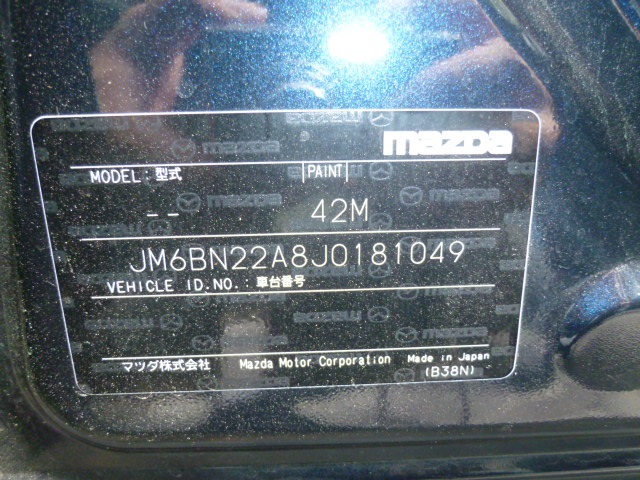 mazda
MODEL:型式 PAINT
-- 42M
JM6BN22A8J0181049
VEHICLE ID.NO.:車台番号
マツダ株式会社 Mazda Motor Corporation Made in Japan
(B38N)